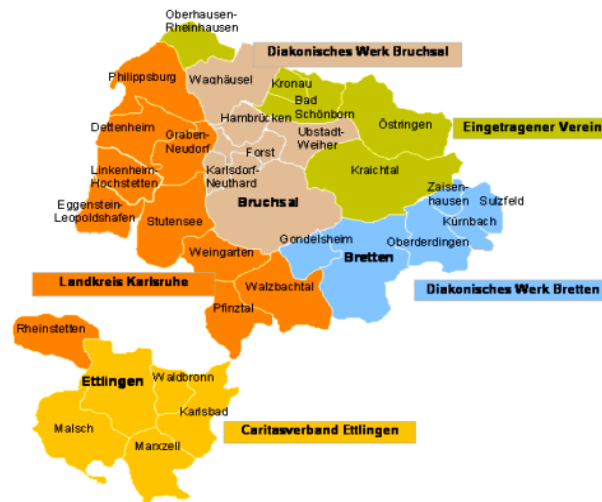 Oberhausen-
Rheinhausen
Diakonisches Werk Bruchsal
Philippsburg
Waghäusel
Kronau
Bad
Schönborn
Hambrücken
Dettenheim
Graben-
Neudorf
Ubstadt-
Weiher
Östringen
Eingetragener Verein
Forst
Linkenheim-
Hochstetten
Karlsdorf-
Neuthard
Kraichtal
Zaisen-
hausen
Sulzfeld
Eggenstein-
Leopoldshafen
Bruchsal
Stutensee
Kürnbach
Gondelsheim
Oberderdingen
Weingarten
Bretten
Landkreis Karlsruhe
Walzbachtal
Diakonisches Werk Bretten
Pfinztal
Rheinstetten
Ettlingen
Waldbronn
Karlsbad
Malsch
Caritasverband Ettlingen
Marxzell